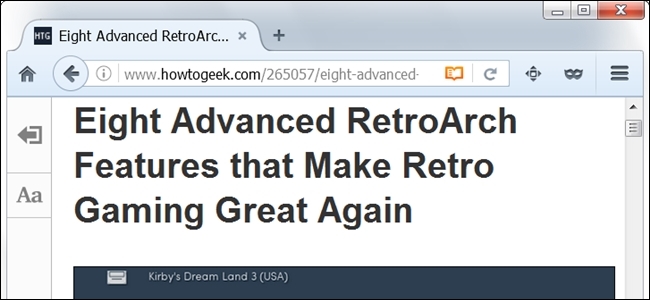 HTG Eight Advanced RetroArc...
www.howtogeek.com/265057/eight-advanced-
Aa
Eight Advanced RetroArch
Features that Make Retro
Gaming Great Again
Kirby's Dream Land 3 (USA)